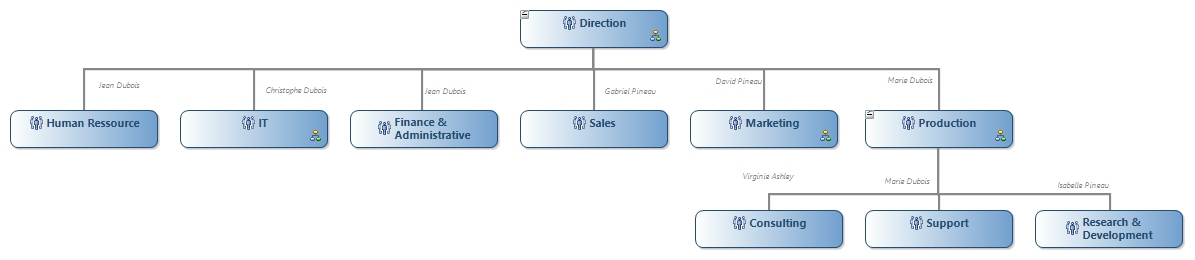 Direction
Jean Dubois
Christophe Dubois
Jean Dubois
Gabriel Pineau
David Pineau
Marie Dubois
Human Ressource
IT
Finance &
Administrative
Sales
Marketing
Production
Virginie Ashley
Marie Dubois
Isabelle Pineau
Consulting
Support
Research &
Development